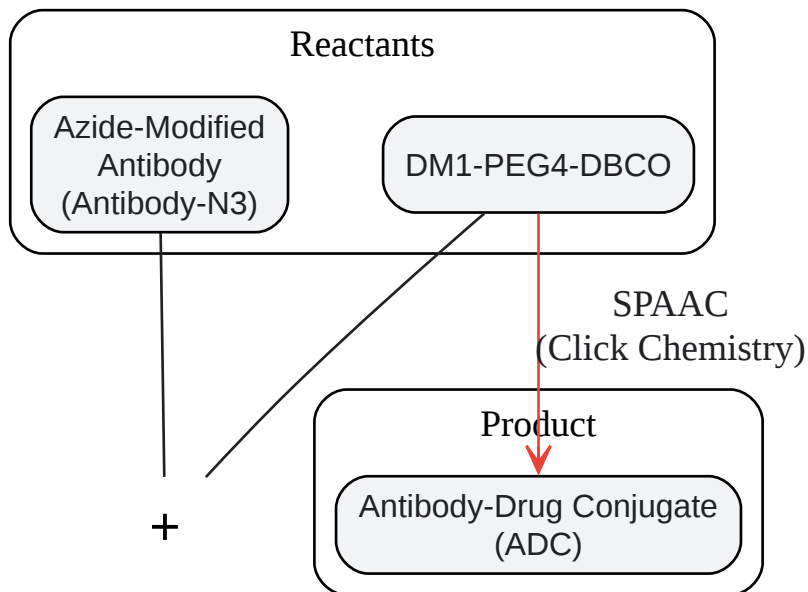 Reactants
Azide-Modified
Antibody
(Antibody-N3)
DM1-PEG4-DBCO
SPAAC
(Click Chemistry)
Product
Antibody-Drug Conjugate
(ADC)
+